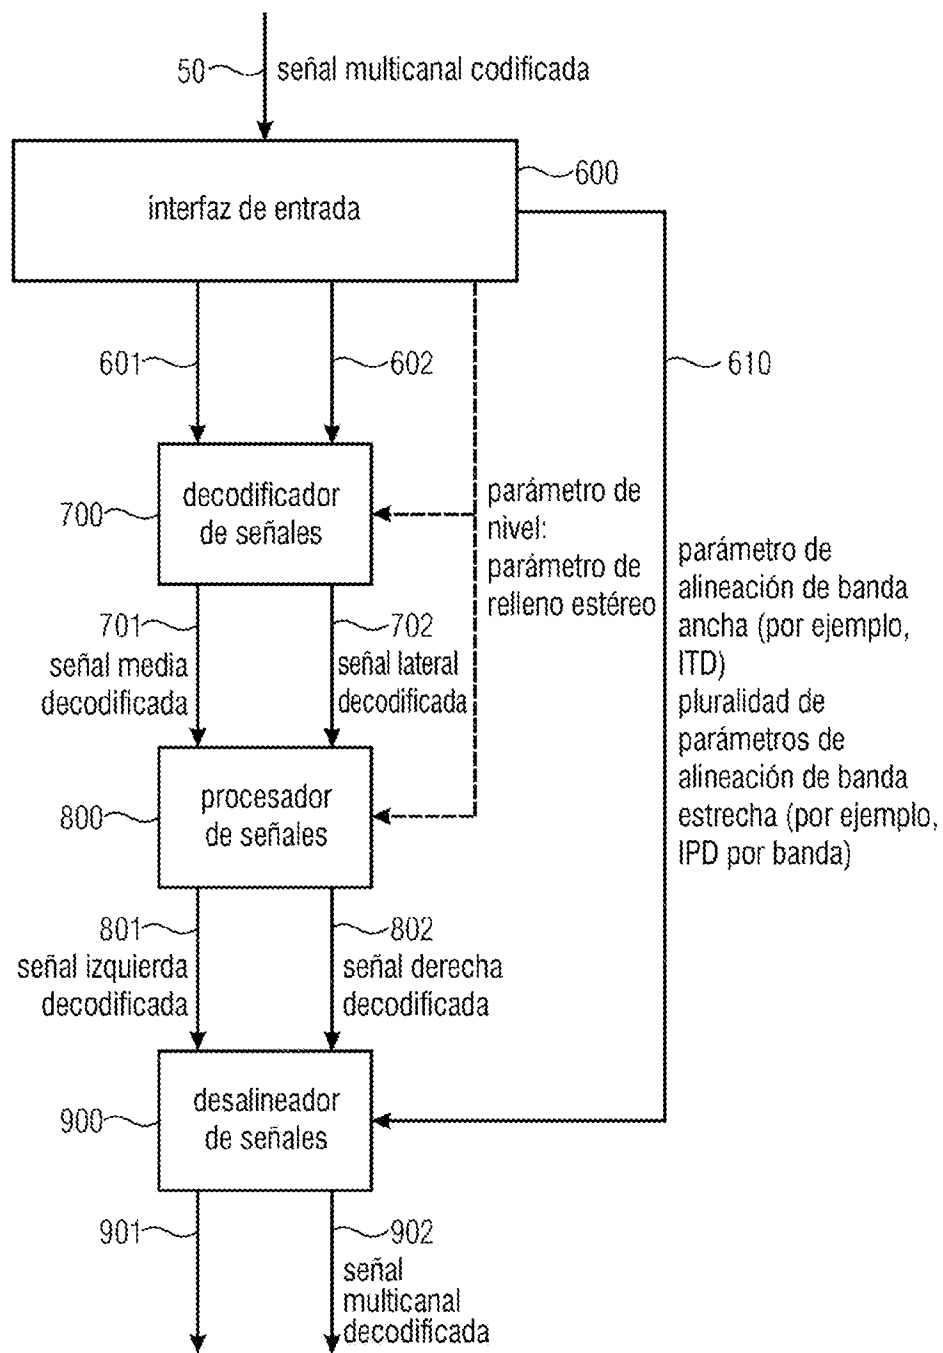 50
señal multicanal codificada
600
interfaz de entrada
601
602
610
700
decodificador
de señales
parámetro de
nivel:
parámetro de
relleno estéreo
parámetro de
alineación de banda
ancha (por ejemplo,
ITD)
pluralidad de
parámetros de
alineación de banda
estrecha (por ejemplo,
IPD por banda)
701
señal media
decodificada
702
señal lateral
decodificada
800
procesador
de señales
801
señal izquierda
decodificada
802
señal derecha
decodificada
900
desalineador
de señales
901
902
señal
multicanal
decodificada